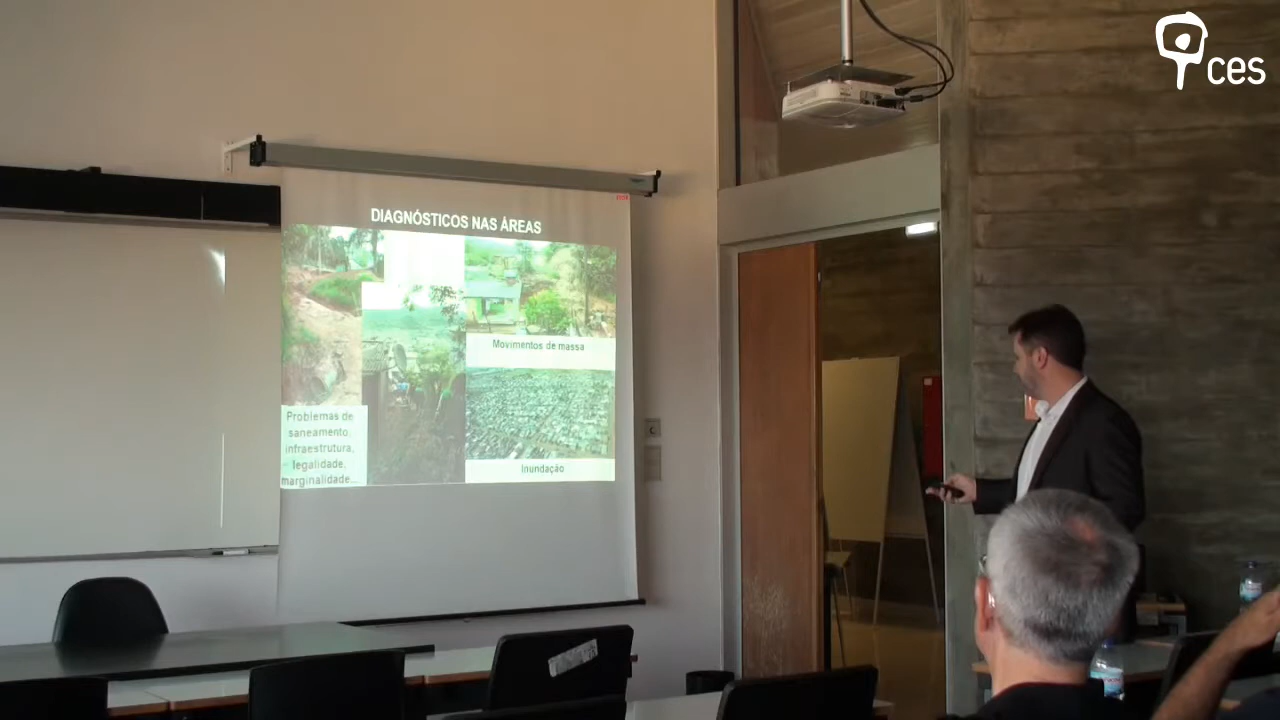 ces
DIAGNÓSTICOS NAS ÁREAS
Movimentos de massa
Problemas de
saneamento,
infraestrutura,
legalidade,
marginalidade...
Inundação